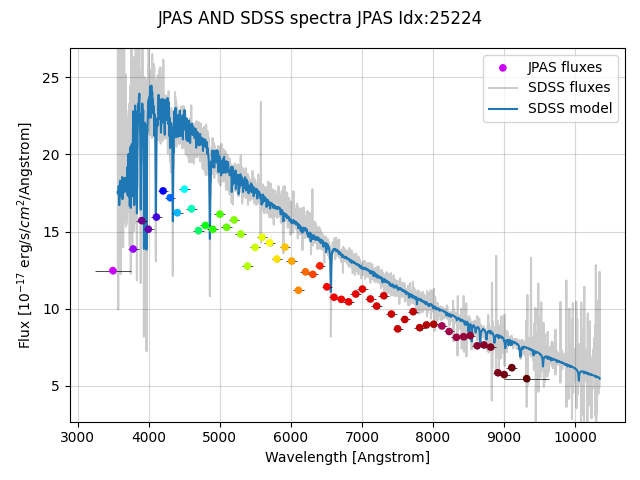 JPAS AND SDSS spectra JPAS Idx:25224
JPAS fluxes
SDSS fluxes
SDSS model
25
20
15
10
5
Flux [10^{-17} erg/s/cm^2/Angstrom]
3000 4000 5000 6000 7000 8000 9000 10000
Wavelength [Angstrom]